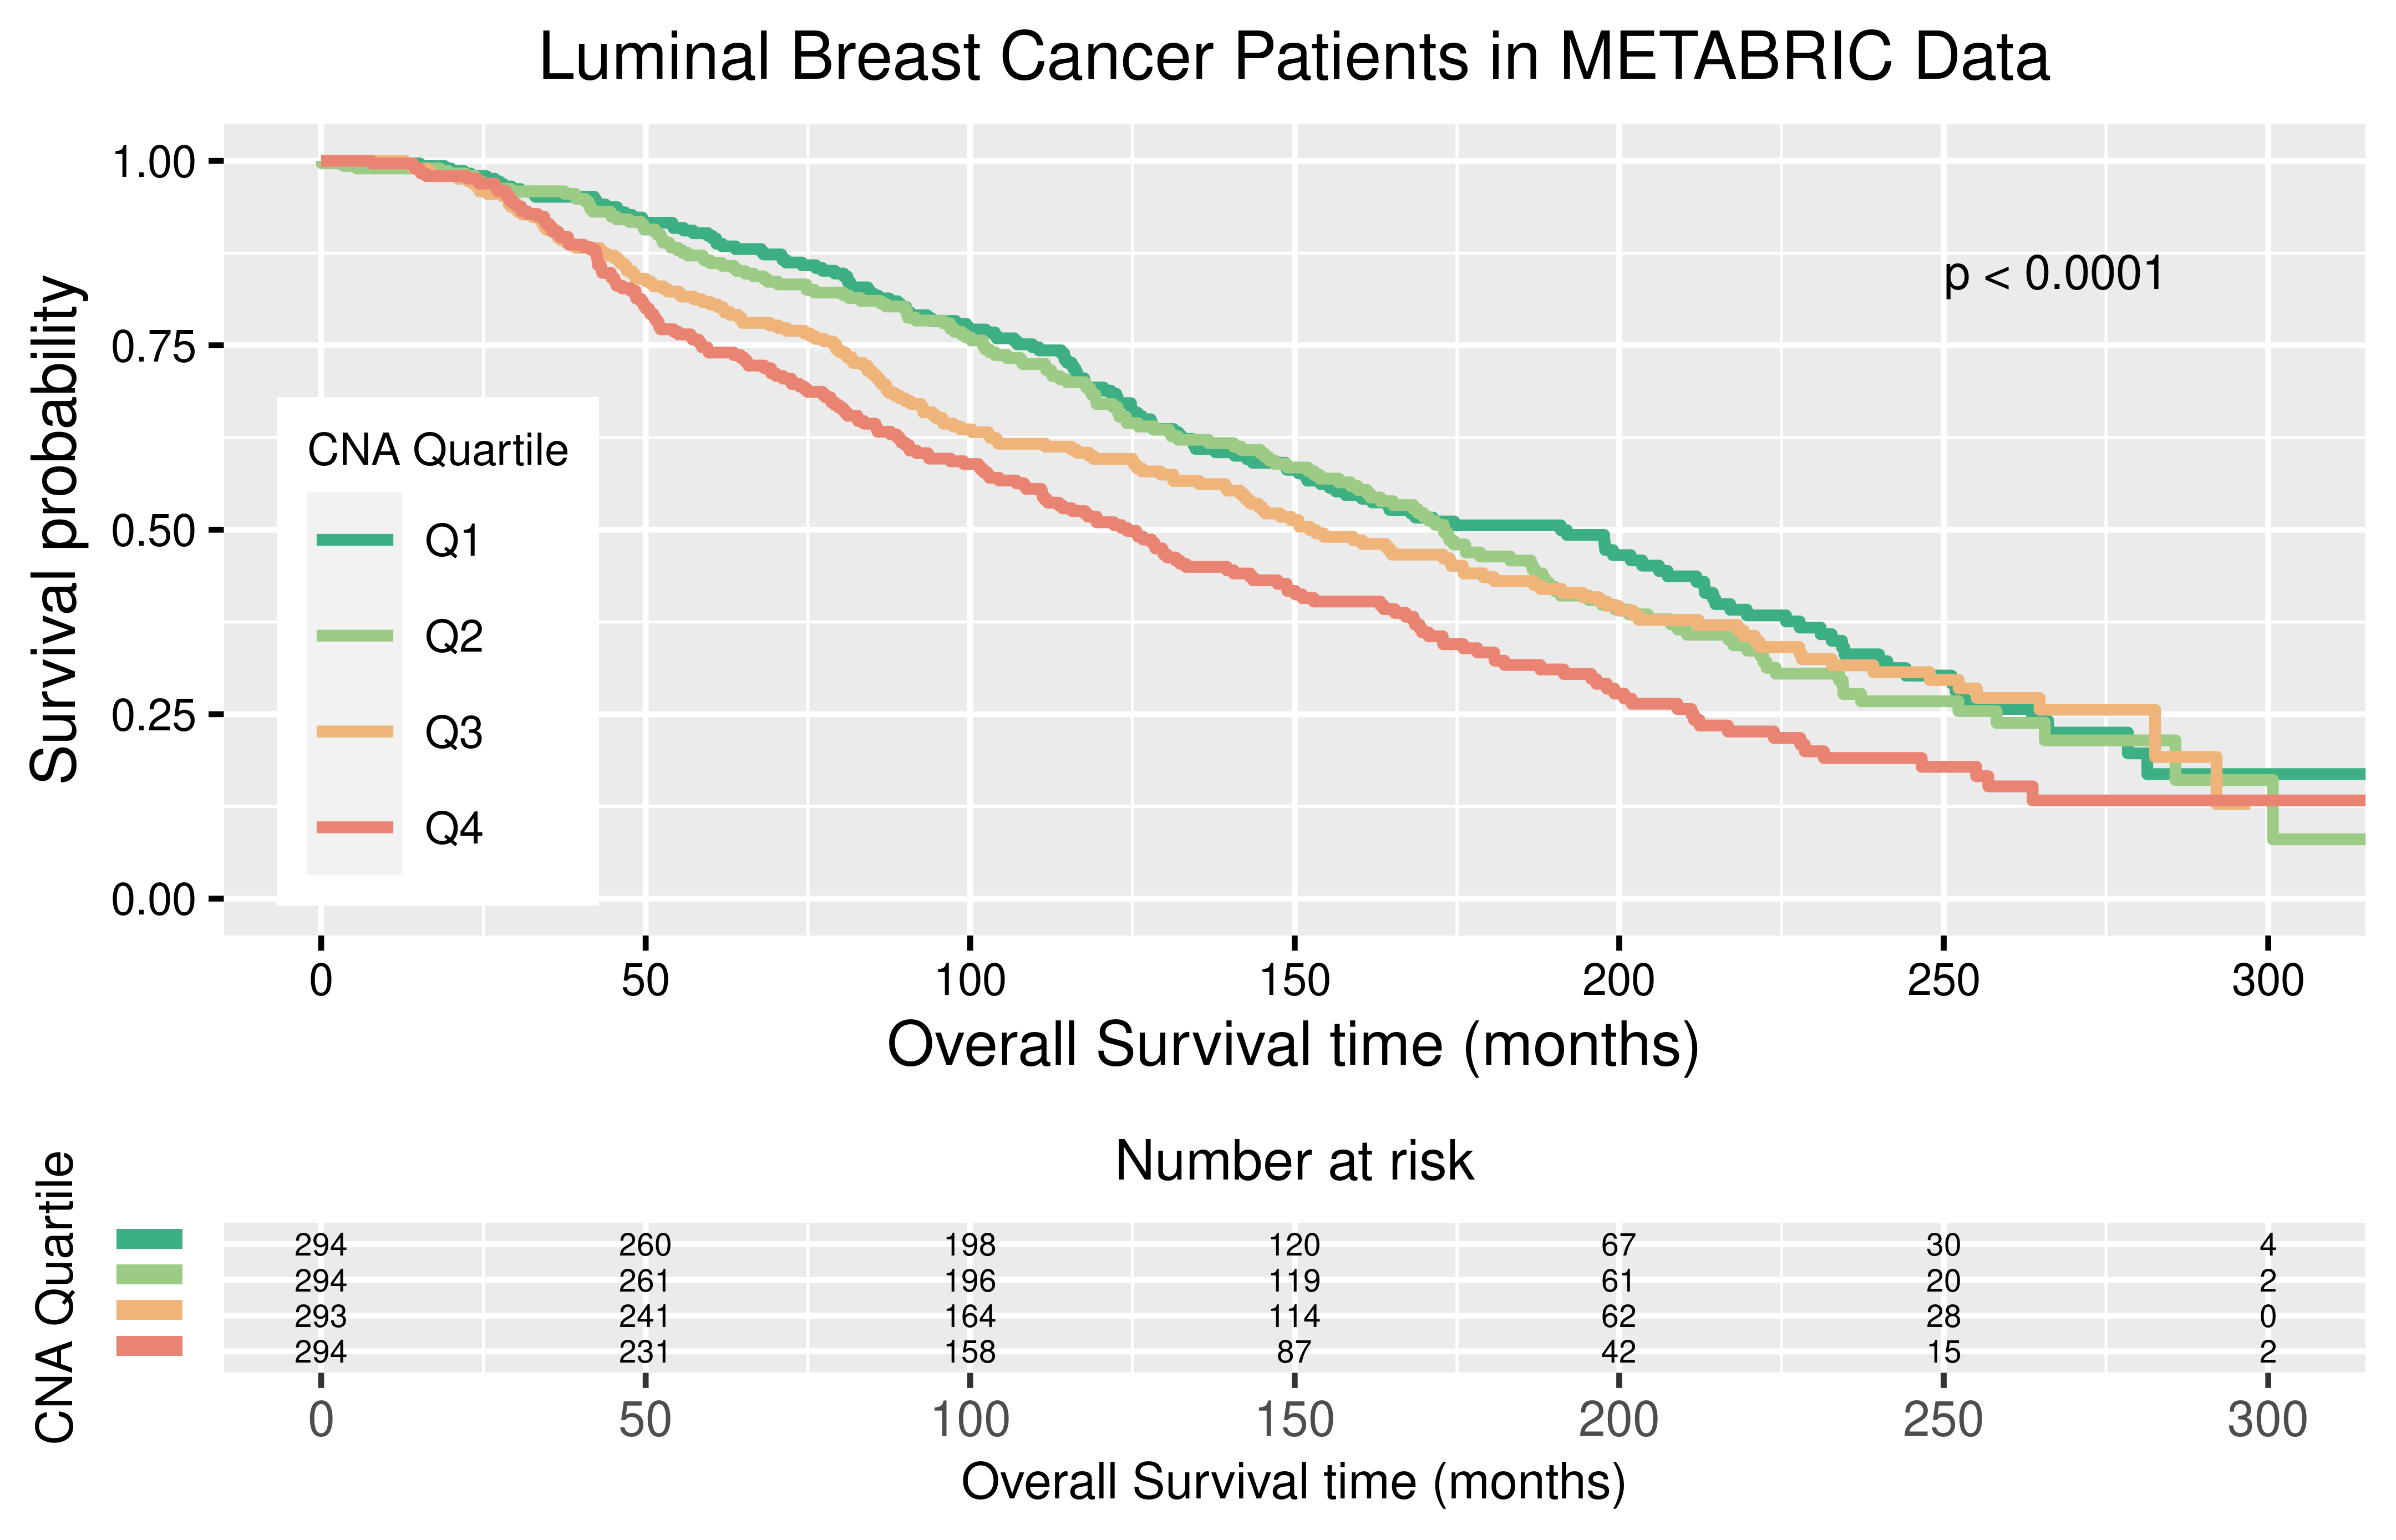 Luminal Breast Cancer Patients in METABRIC Data
Survival probability
1.00
0.75
0.50
0.25
0.00
p < 0.0001
CNA Quartile
Q1
Q2
Q3
Q4
0 50 100 150 200 250 300
Overall Survival time (months)
Number at risk
CNA Quartile
294 260 198 120 67 30 4
294 261 196 119 61 20 2
293 241 164 114 62 28 0
294 231 158 87 42 15 2
0 50 100 150 200 250 300
Overall Survival time (months)